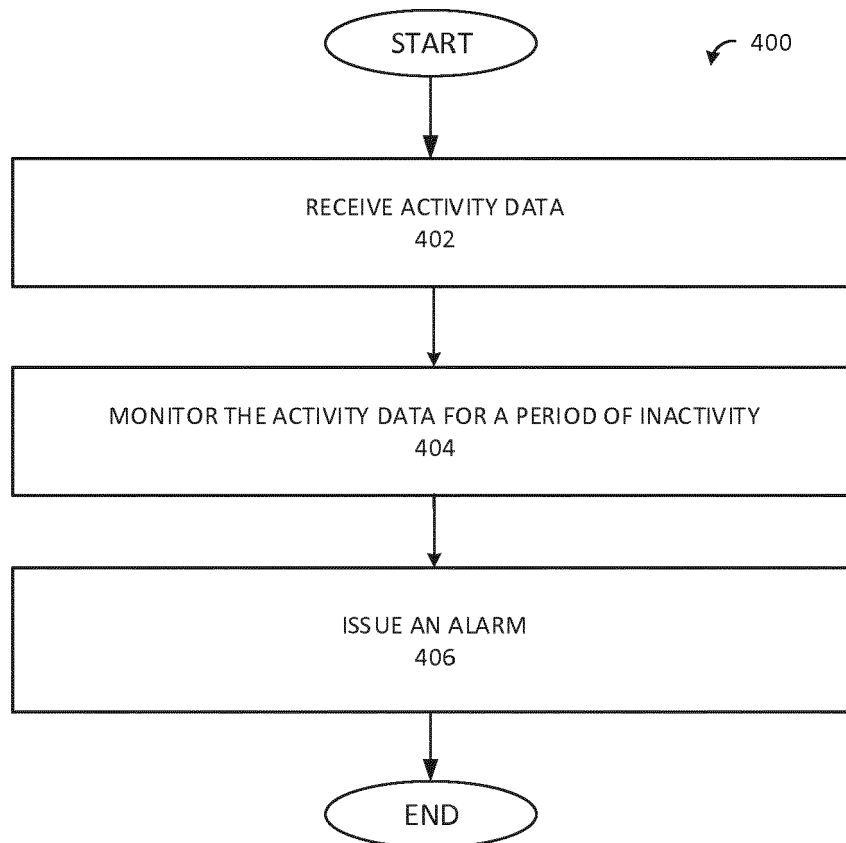 START
400
RECEIVE ACTIVITY DATA
402
MONITOR THE ACTIVITY DATA FOR A PERIOD OF INACTIVITY
404
ISSUE AN ALARM
406
END